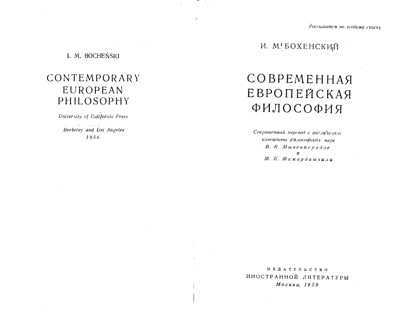 J. M. BOCHEŃSKI
CONTEMPORARY
EUROPEAN
PHILOSOPHY
University of California Press
Berkeley and Los Angeles
1956
Рассылается по особому списку
И. М. БОХЕНСКИЙ
СОВРЕМЕННАЯ
ЕВРОПЕЙСКАЯ
ФИЛОСОФИЯ
Сокращенный перевод с английского
кандидата философских наук
В. В. Мшвениерадзе
и
М. К. Мамардашвили
ИЗДАТЕЛЬСТВО
ИНОСТРАННОЙ ЛИТЕРАТУРЫ
Москва, 1959